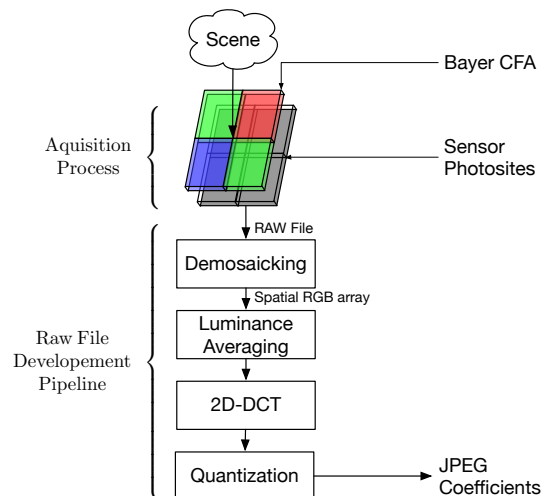 Scene
Bayer CFA
Aquisition
Process
Sensor
Photosites
RAW File
Demosaicking
Spatial RGB array
Luminance
Averaging
Raw File
Developement
Pipeline
2D-DCT
Quantization
JPEG
Coefficients